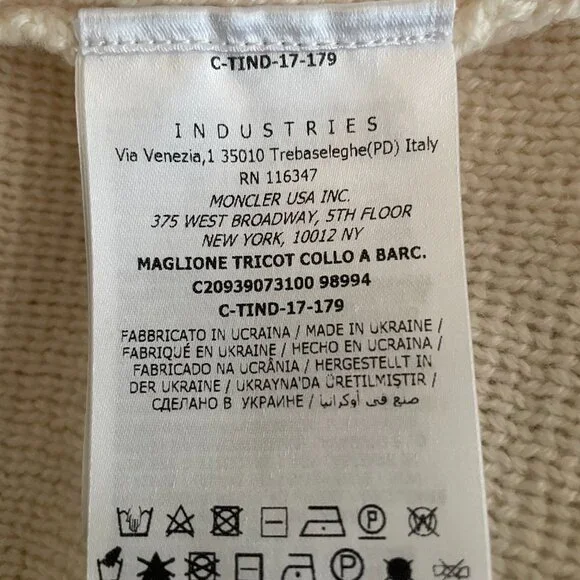 C-TIND-17-179
INDUSTRIES
Via Venezia,1 35010 Trebaseleghe(PD) Italy
RN 116347
MONCLER USA INC.
375 WEST BROADWAY, 5TH FLOOR
NEW YORK, 10012 NY
MAGLIONE TRICOT COLLO A BARC.
C20939073100 98994
C-TIND-17-179
FABBRICATO IN UCRAINA / MADE IN UKRAINE /
FABRIQUÉ EN UKRAINE / HECHO EN UCRAINA /
FABRICADO NA UCRÂNIA / HERGESTELLT IN
DER UKRAINE / UKRAYNA'DA ÜRETILMIŞTIR /
СДЕЛАНО В УКРАИНЕ / صنع في أوكرانيا
P
W
P